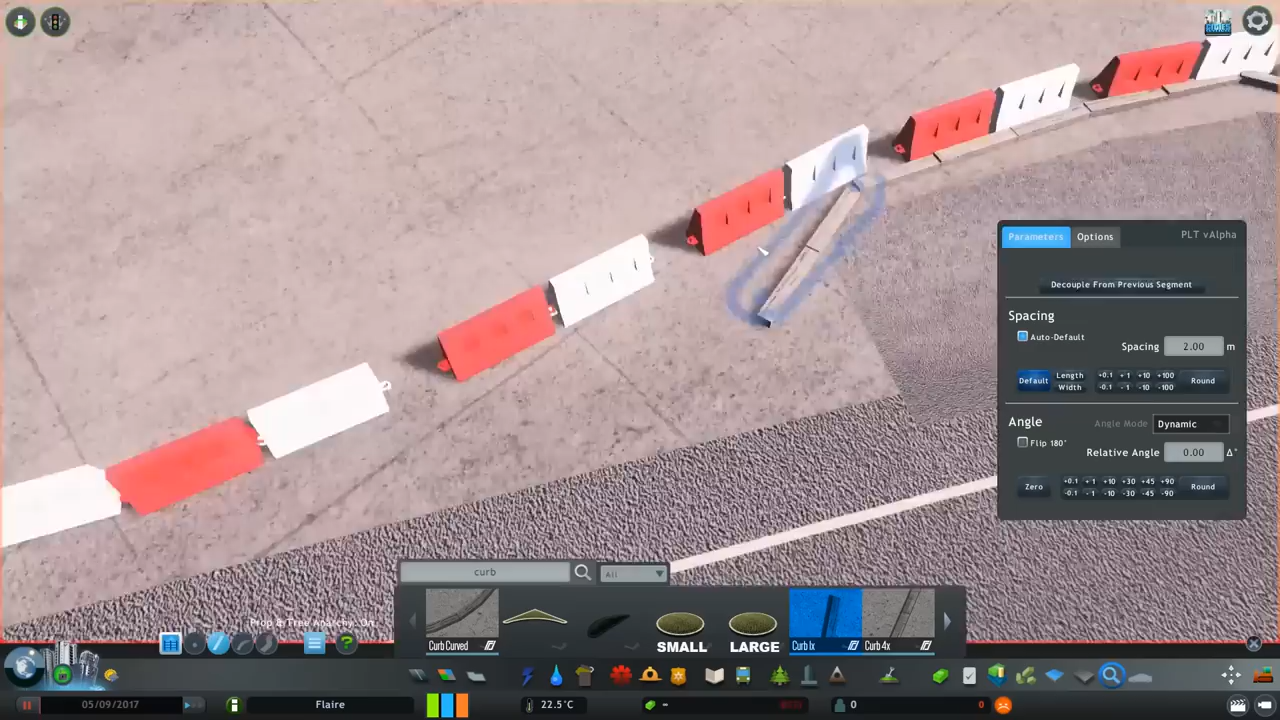 Parameters
Options
PLT vAlpha
Decouple From Previous Segment
Spacing
Auto-Default
Spacing
2.00
m
Default
Length
Width
+0.1 +1 +10 +100
-0.1 -1 -10 -100
Round
Angle
Angle Mode
Dynamic
Flip 180°
Relative Angle
0.00
Δ°
Zero
+0.1 +1 +10 +30 +45 +90
-0.1 -1 -10 -30 -45 -90
Round
curb
All
Prop & Tree Anarchy: On
Curb Curved
SMALL
LARGE
Curb 1x
Curb 4x
05/09/2017
Flaire
22.5°C
∞
0
0